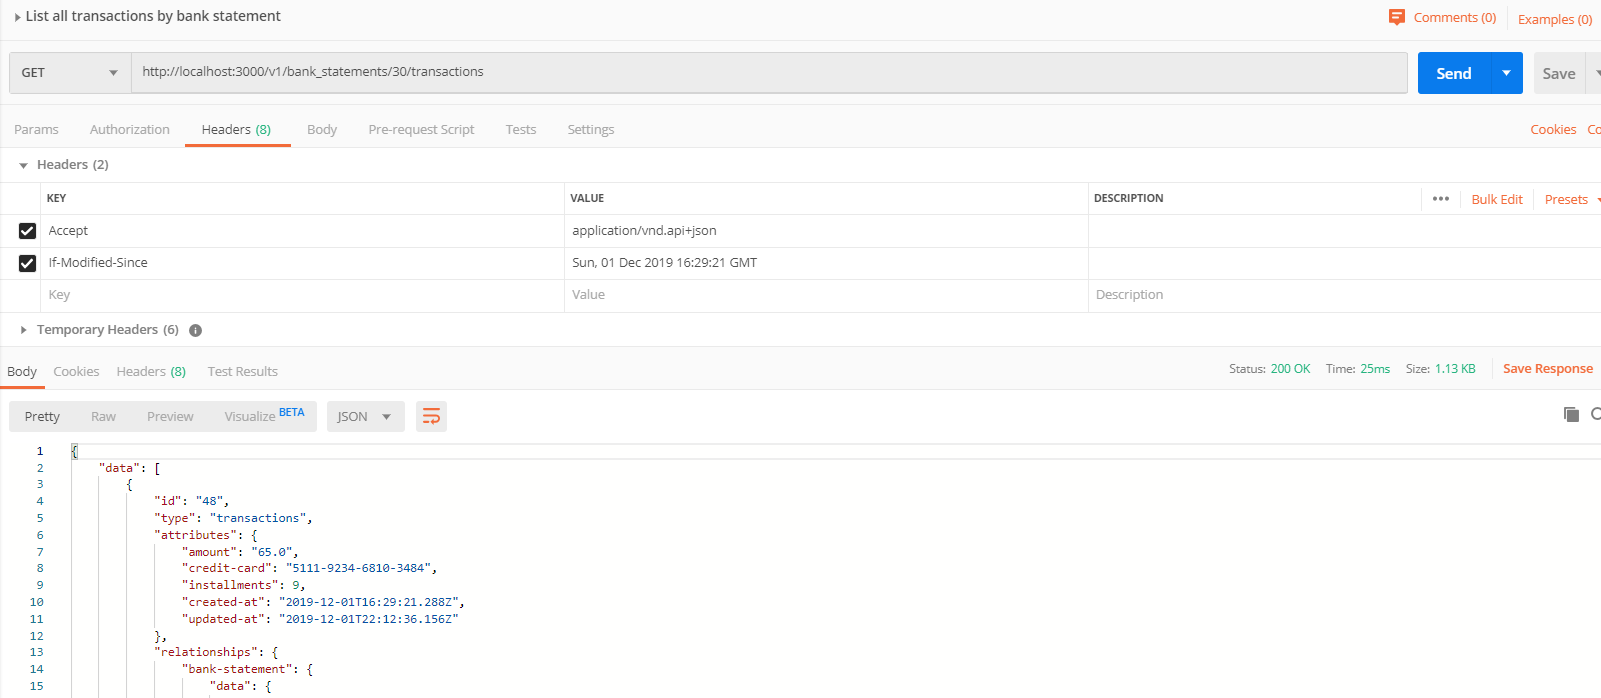 List all transactions by bank statement
Comments (0) Examples (0)
GET http://localhost:3000/v1/bank_statements/30/transactions Send Save
Params Authorization Headers (8) Body Pre-request Script Tests Settings Cookies Co
Headers (2)
KEY VALUE DESCRIPTION ••• Bulk Edit Presets
Accept application/vnd.api+json
If-Modified-Since Sun, 01 Dec 2019 16:29:21 GMT
Key Value Description
Temporary Headers (6) i
Body Cookies Headers (8) Test Results Status: 200 OK Time: 25ms Size: 1.13 KB Save Response
Pretty Raw Preview Visualize BETA JSON
1 {
2 "data": [
3 {
4 "id": "48",
5 "type": "transactions",
6 "attributes": {
7 "amount": "65.0",
8 "credit-card": "5111-9234-6810-3484",
9 "installments": 9,
10 "created-at": "2019-12-01T16:29:21.288Z",
11 "updated-at": "2019-12-01T22:12:36.156Z"
12 },
13 "relationships": {
14 "bank-statement": {
15 "data": {